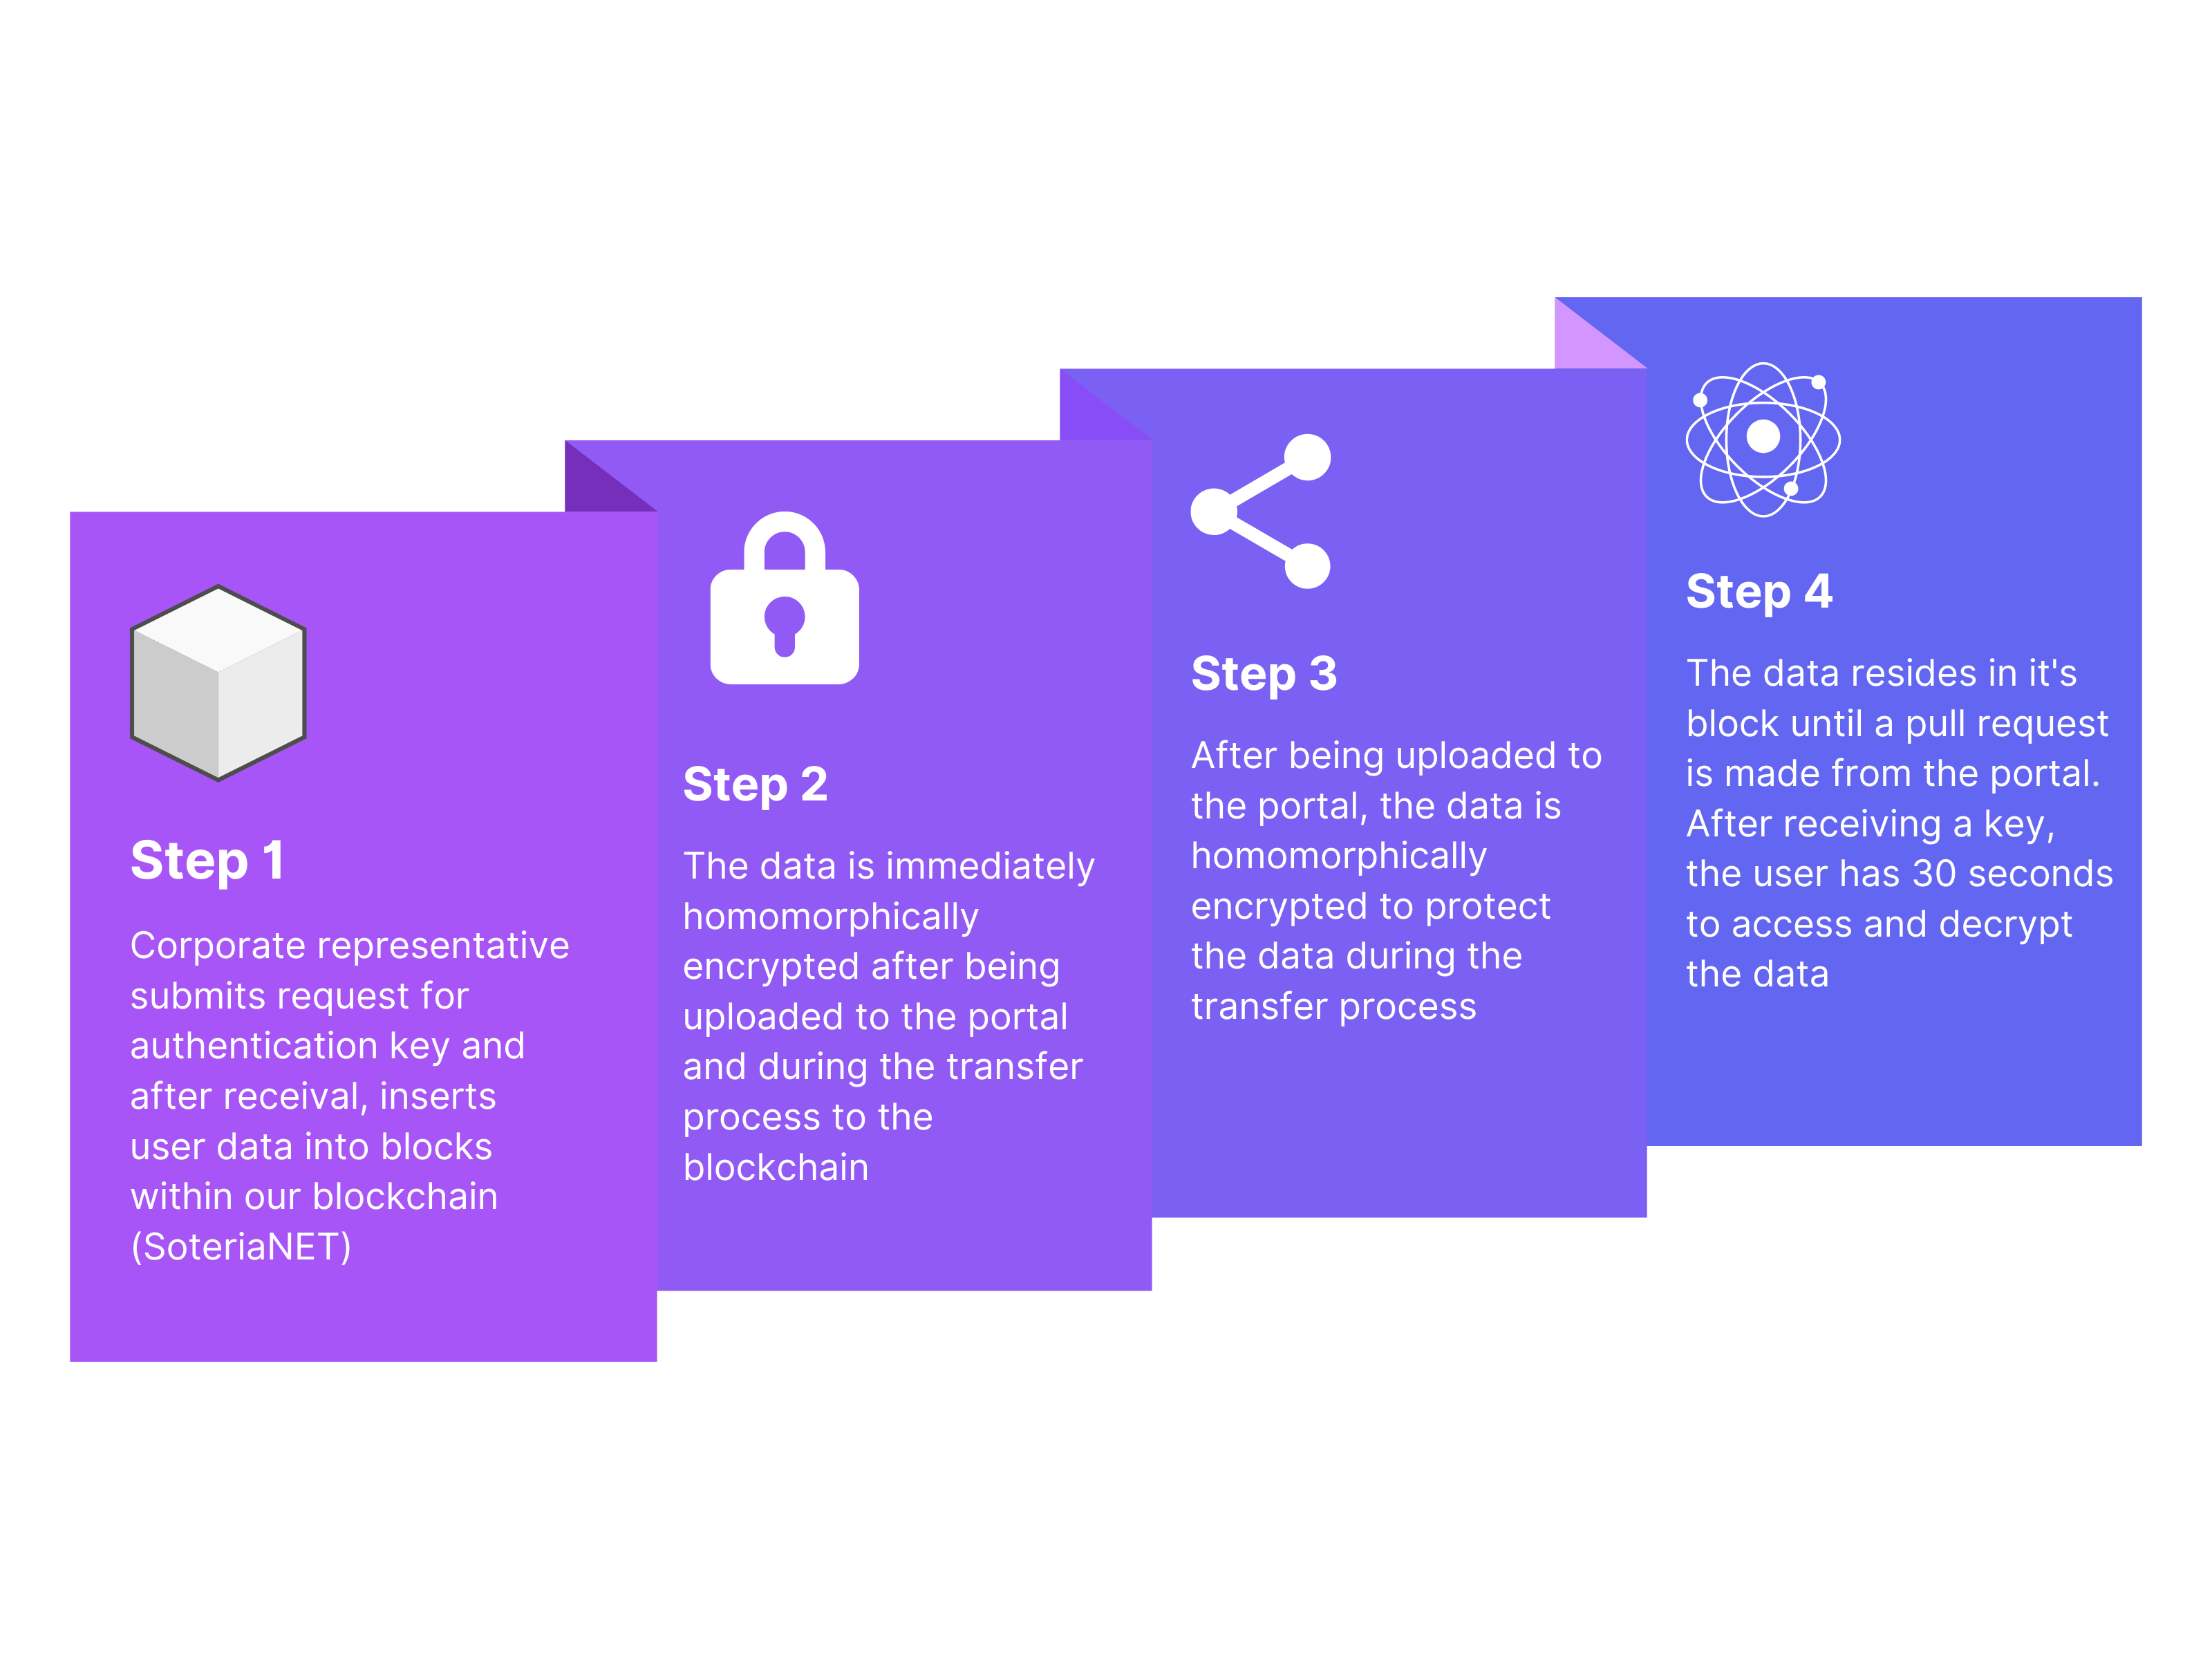 Step 1
Corporate representative
submits request for
authentication key and
after receival, inserts
user data into blocks
within our blockchain
(SoteriaNET)
Step 2
The data is immediately
homomorphically
encrypted after being
uploaded to the portal
and during the transfer
process to the
blockchain
Step 3
After being uploaded to
the portal, the data is
homomorphically
encrypted to protect
the data during the
transfer process
Step 4
The data resides in it's
block until a pull request
is made from the portal.
After receiving a key,
the user has 30 seconds
to access and decrypt
the data